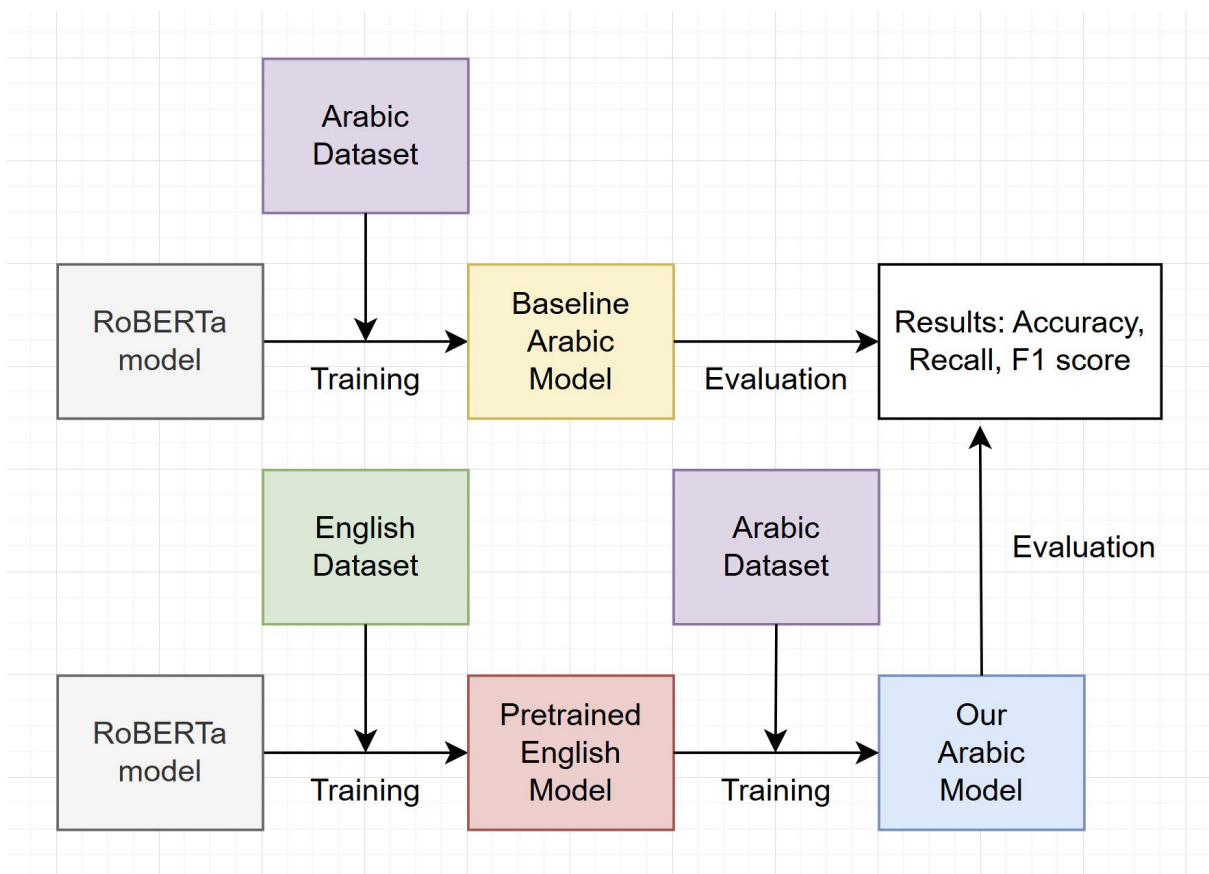 Arabic
Dataset
RoBERTa
model
Training
Baseline
Arabic
Model
Evaluation
Results: Accuracy,
Recall, F1 score
English
Dataset
Arabic
Dataset
Evaluation
RoBERTa
model
Training
Pretrained
English
Model
Training
Our
Arabic
Model